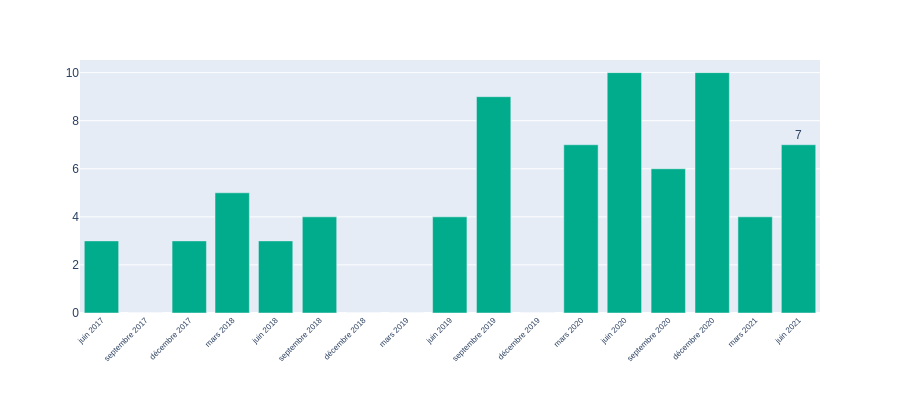 10
8
6
4
2
0
7
juin 2017
septembre 2017
décembre 2017
mars 2018
juin 2018
septembre 2018
décembre 2018
mars 2019
juin 2019
septembre 2019
décembre 2019
mars 2020
juin 2020
septembre 2020
décembre 2020
mars 2021
juin 2021